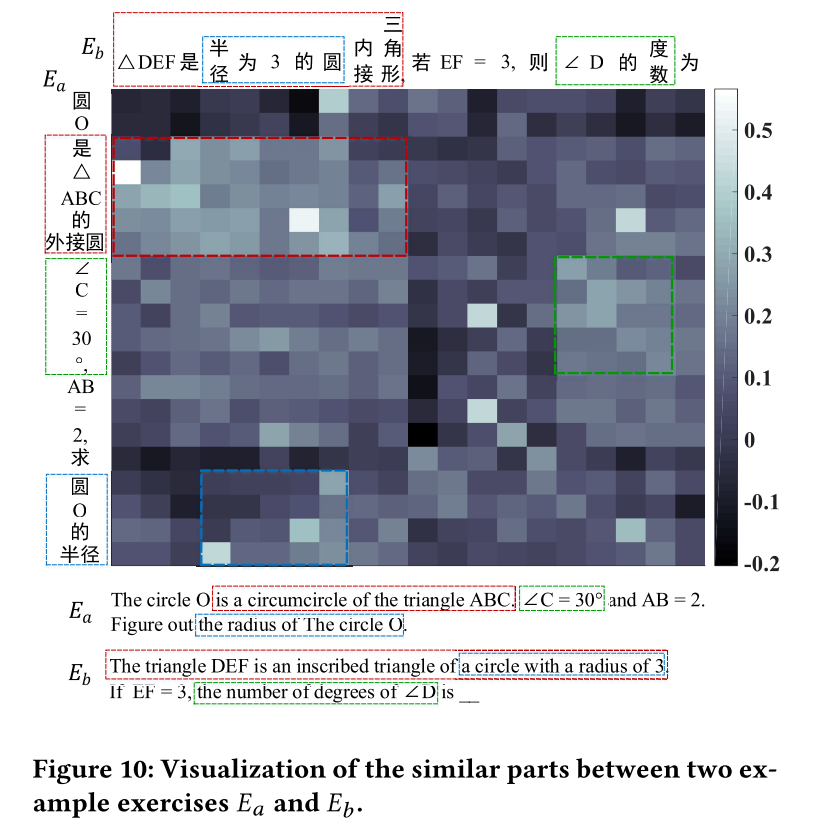 E_b △DEF 是 半径 为 3 的 圆 内接 三角形, 若 EF = 3, 则 ∠ D 的 度数 为
E_a
圆
O
是
△
ABC
的
外接圆
∠
C
=
30
°,
AB
=
2,
求
圆
O
的
半径
0.5
0.4
0.3
0.2
0.1
0
-0.1
-0.2
E_a The circle O is a circumcircle of the triangle ABC. ∠C = 30° and AB = 2.
Figure out the radius of The circle O.
E_b The triangle DEF is an inscribed triangle of a circle with a radius of 3
If EF = 3, the number of degrees of ∠D is __
Figure 10: Visualization of the similar parts between two ex-
ample exercises E_a and E_b.